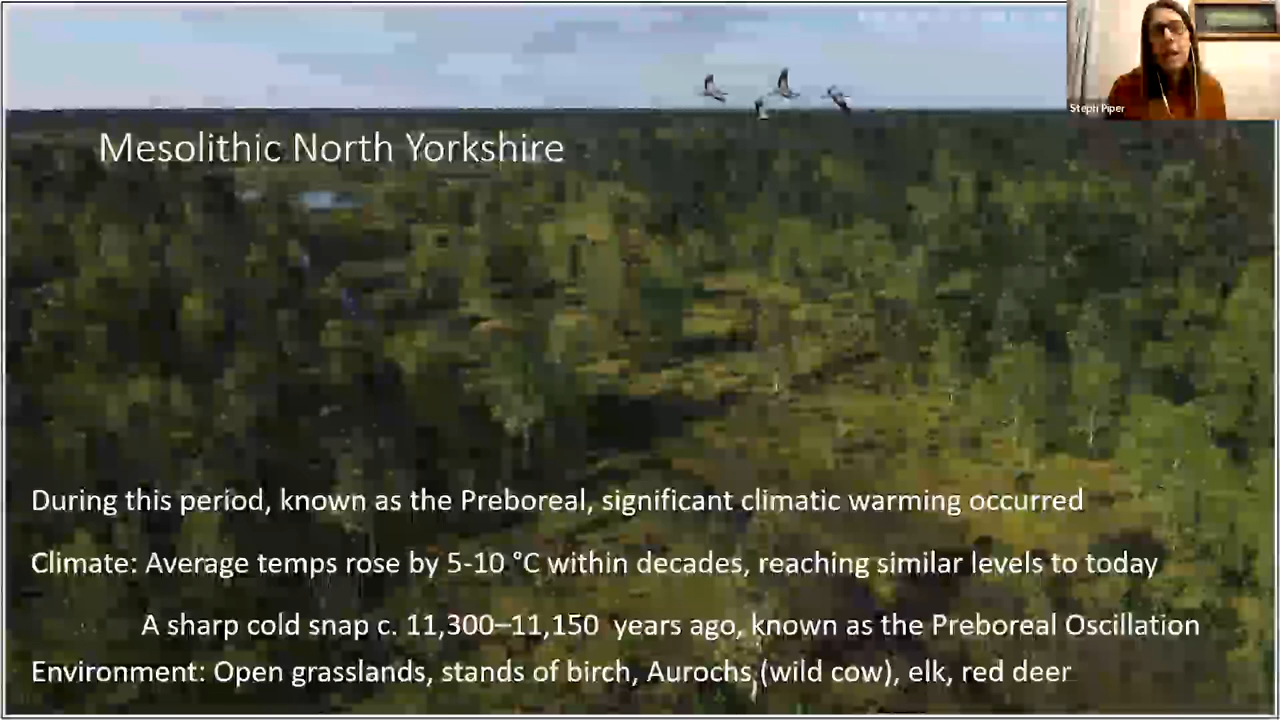 Steph Piper
Mesolithic North Yorkshire
During this period, known as the Preboreal, significant climatic warming occurred
Climate: Average temps rose by 5-10 °C within decades, reaching similar levels to today
A sharp cold snap c. 11,300–11,150 years ago, known as the Preboreal Oscillation
Environment: Open grasslands, stands of birch, Aurochs (wild cow), elk, red deer